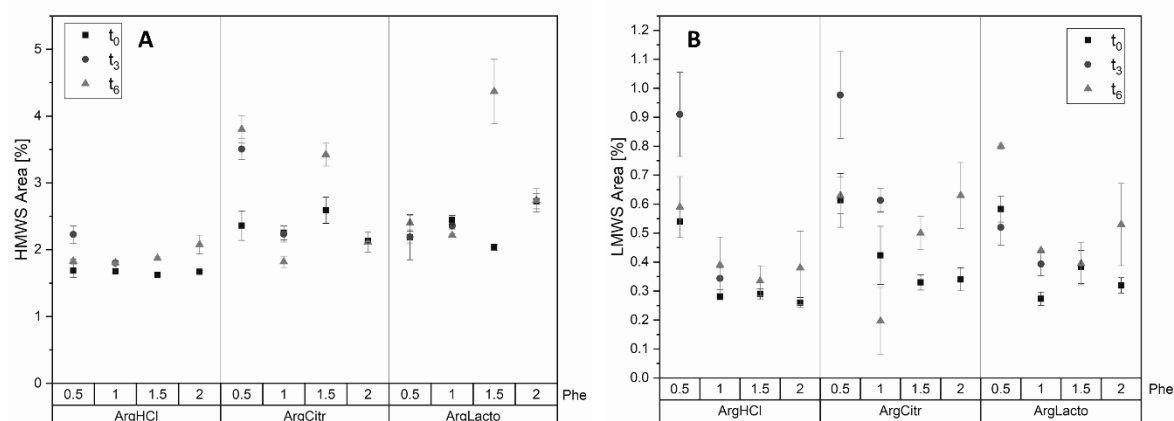 A
t0
t3
t6
HMWS Area [%]
5
4
3
2
1
0
0.5 1 1.5 2 0.5 1 1.5 2 0.5 1 1.5 2 Phe
ArgHCl ArgCitr ArgLacto
B
t0
t3
t6
LMWS Area [%]
1.2
1.1
1.0
0.9
0.8
0.7
0.6
0.5
0.4
0.3
0.2
0.1
0.0
0.5 1 1.5 2 0.5 1 1.5 2 0.5 1 1.5 2 Phe
ArgHCl ArgCitr ArgLacto